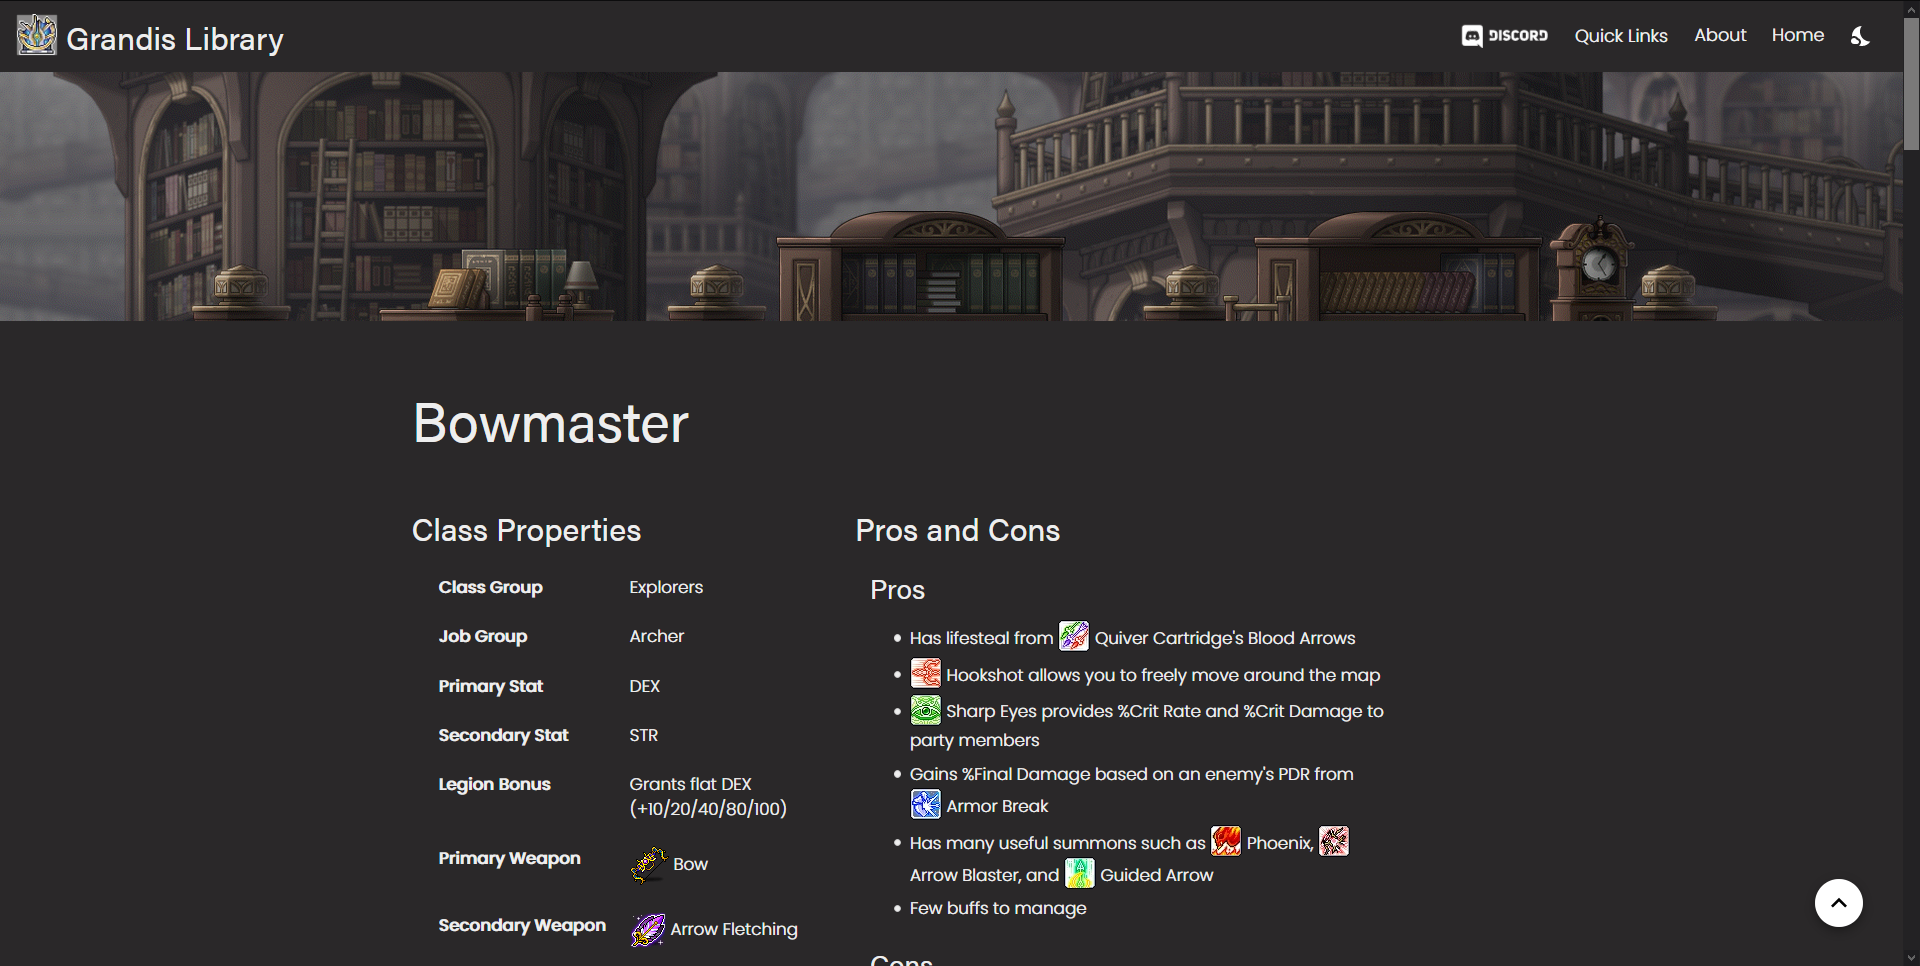 Grandis Library
DISCORD
Quick Links
About
Home
Bowmaster
Class Properties
Class Group Explorers
Job Group Archer
Primary Stat DEX
Secondary Stat STR
Legion Bonus Grants flat DEX
(+10/20/40/80/100)
Primary Weapon Bow
Secondary Weapon Arrow Fletching
Pros and Cons
Pros
Has lifesteal from Quiver Cartridge's Blood Arrows
Hookshot allows you to freely move around the map
Sharp Eyes provides %Crit Rate and %Crit Damage to
party members
Gains %Final Damage based on an enemy's PDR from
Armor Break
Has many useful summons such as Phoenix,
Arrow Blaster, and Guided Arrow
Few buffs to manage
Cons